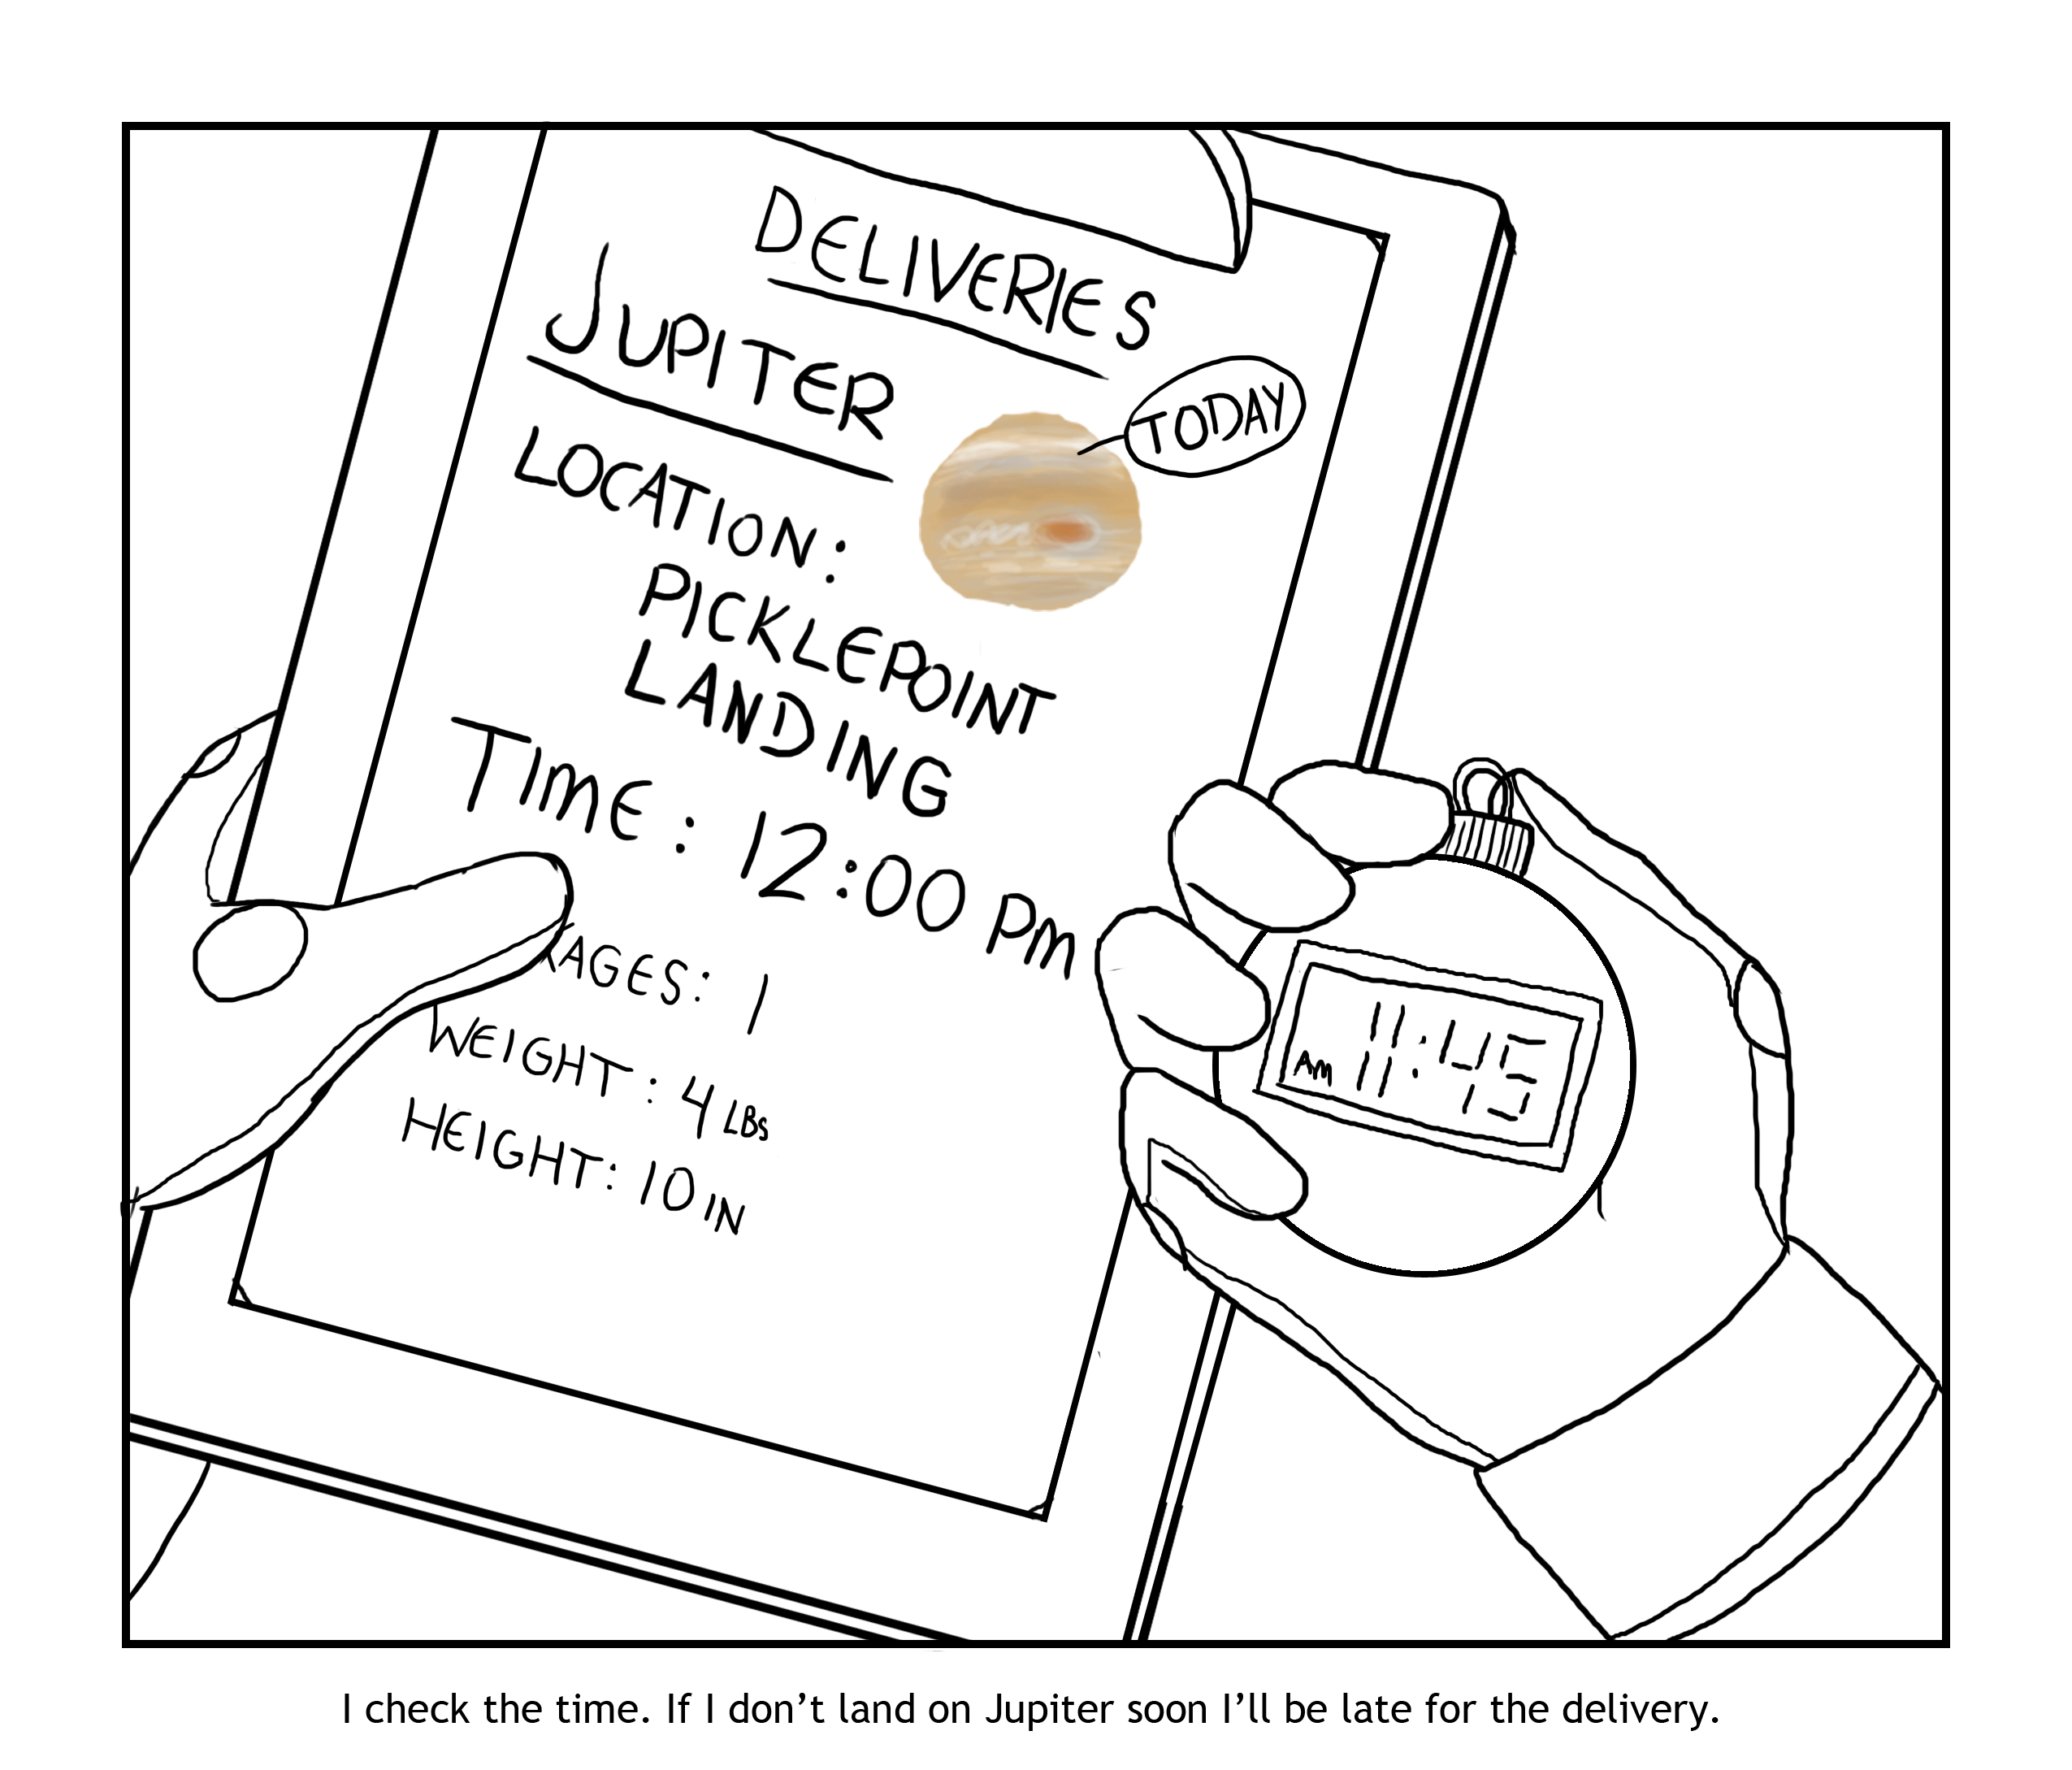 DELIVERIES
JUPITER
TODAY
LOCATION:
PICKLEPOINT
LANDING
TIME: 12:00 PM
KAGES: 1
WEIGHT: 4 LBS
HEIGHT: 10 IN
AM 11:45
I check the time. If I don’t land on Jupiter soon I’ll be late for the delivery.